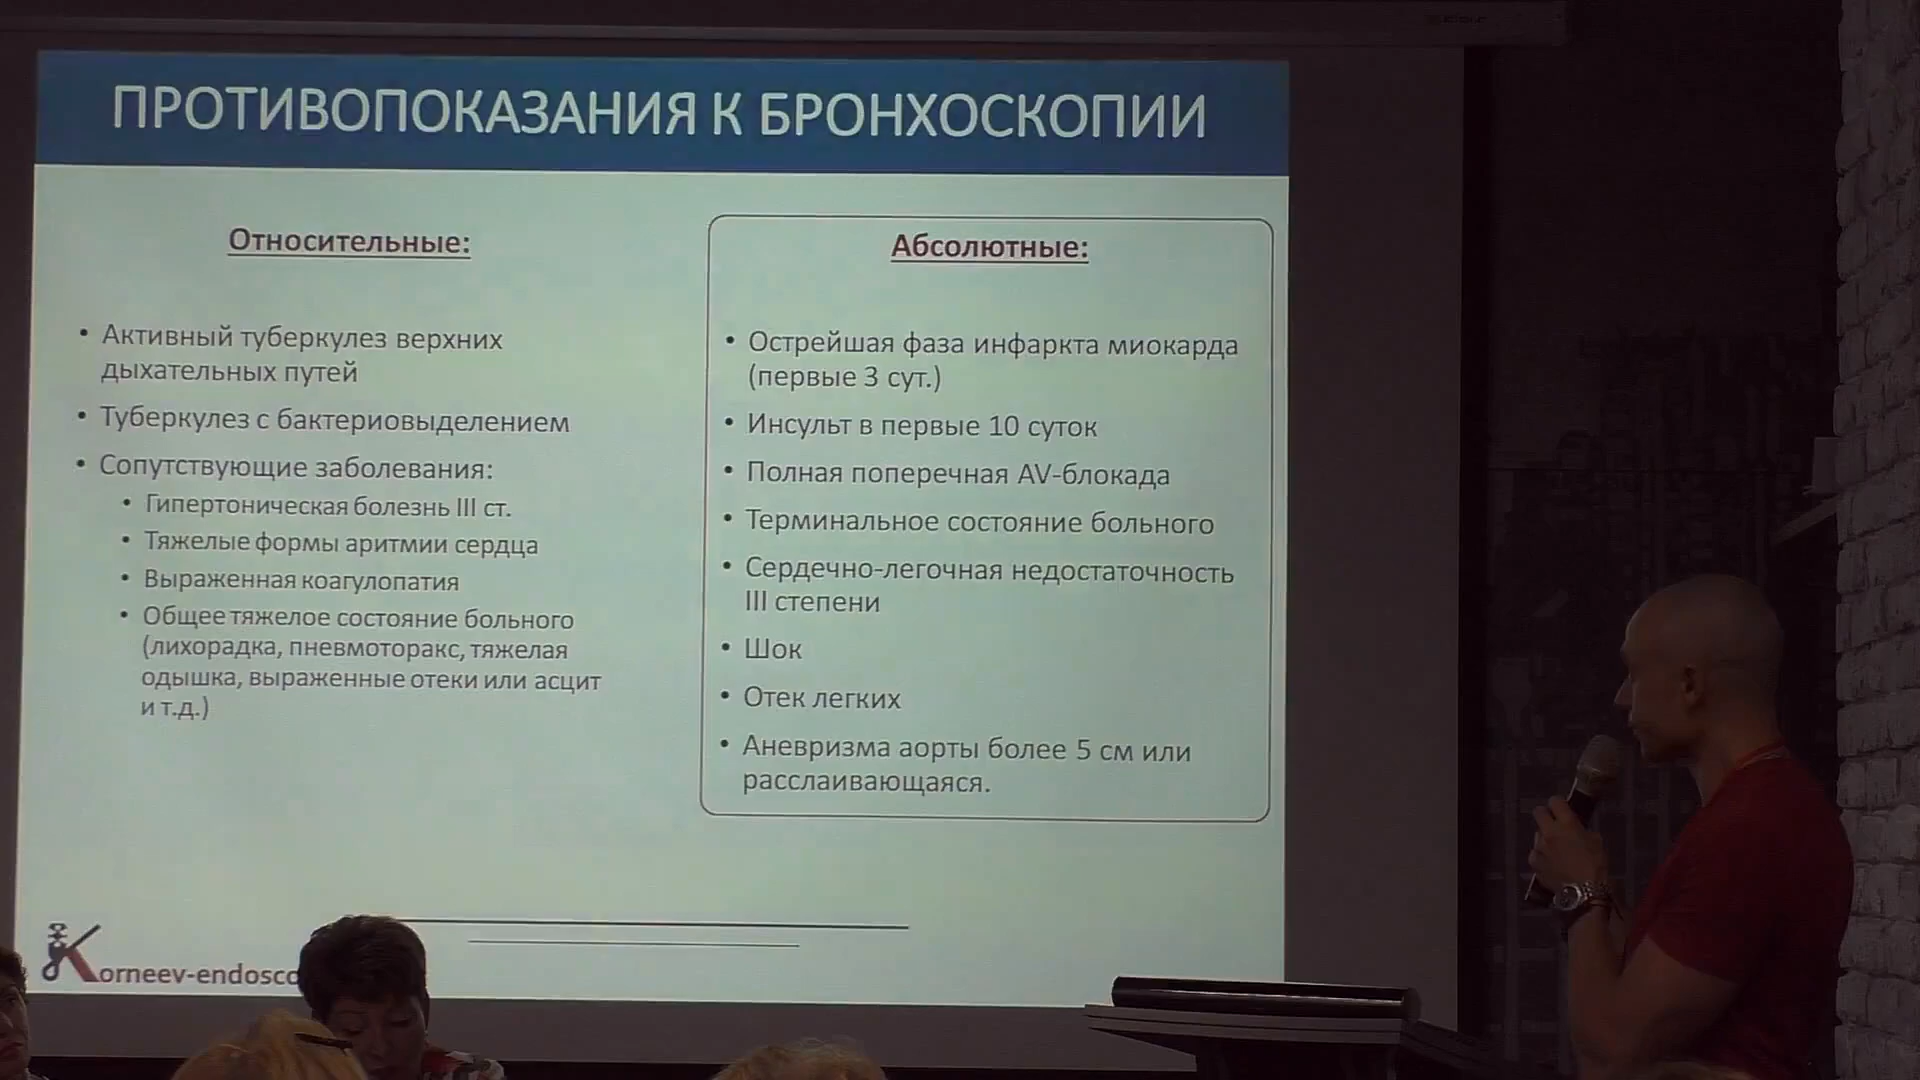 ПРОТИВОПОКАЗАНИЯ К БРОНХОСКОПИИ
Относительные:
• Активный туберкулез верхних
дыхательных путей
• Туберкулез с бактериовыделением
• Сопутствующие заболевания:
• Гипертоническая болезнь III ст.
• Тяжелые формы аритмии сердца
• Выраженная коагулопатия
• Общее тяжелое состояние больного
(лихорадка, пневмоторакс, тяжелая
одышка, выраженные отеки или асцит
и т.д.)
Абсолютные:
• Острейшая фаза инфаркта миокарда
(первые 3 сут.)
• Инсульт в первые 10 суток
• Полная поперечная AV-блокада
• Терминальное состояние больного
• Сердечно-легочная недостаточность
III степени
• Шок
• Отек легких
• Аневризма аорты более 5 см или
расслаивающаяся.
Korneev-endosco